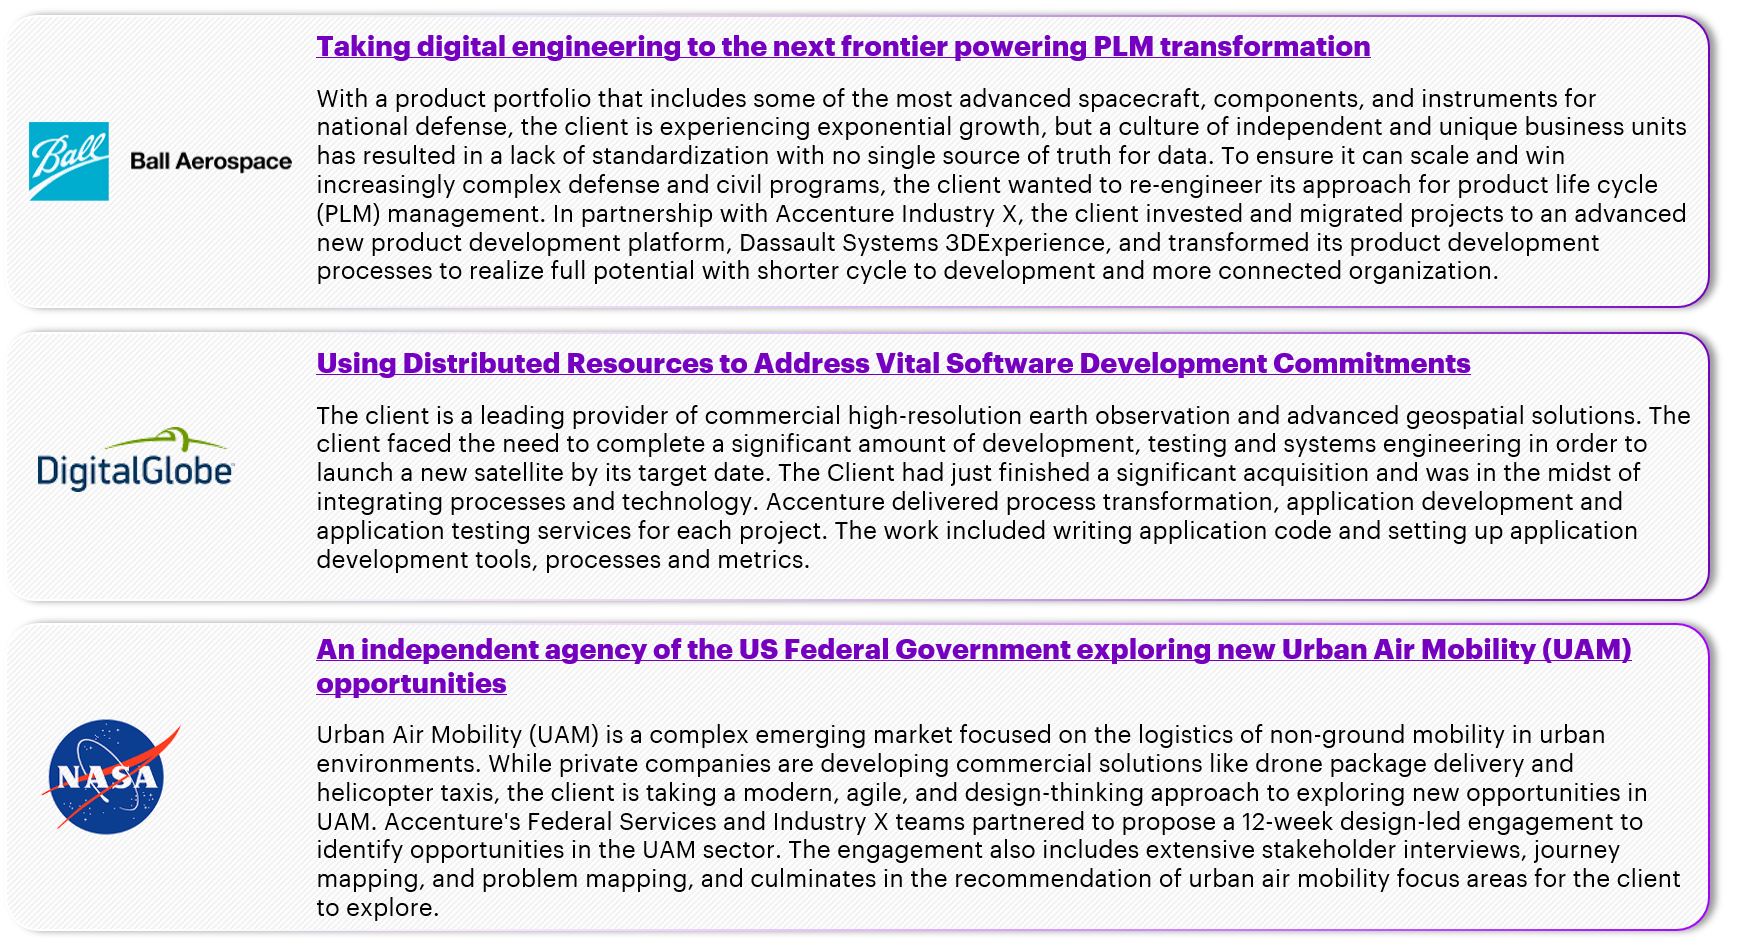 Taking digital engineering to the next frontier powering PLM transformation
With a product portfolio that includes some of the most advanced spacecraft, components, and instruments for
national defense, the client is experiencing exponential growth, but a culture of independent and unique business units
has resulted in a lack of standardization with no single source of truth for data. To ensure it can scale and win
increasingly complex defense and civil programs, the client wanted to re-engineer its approach for product life cycle
(PLM) management. In partnership with Accenture Industry X, the client invested and migrated projects to an advanced
new product development platform, Dassault Systems 3DExperience, and transformed its product development
processes to realize full potential with shorter cycle to development and more connected organization.
Ball
Ball Aerospace
Using Distributed Resources to Address Vital Software Development Commitments
The client is a leading provider of commercial high-resolution earth observation and advanced geospatial solutions. The
client faced the need to complete a significant amount of development, testing and systems engineering in order to
launch a new satellite by its target date. The Client had just finished a significant acquisition and was in the midst of
integrating processes and technology. Accenture delivered process transformation, application development and
application testing services for each project. The work included writing application code and setting up application
development tools, processes and metrics.
DigitalGlobe
An independent agency of the US Federal Government exploring new Urban Air Mobility (UAM)
opportunities
Urban Air Mobility (UAM) is a complex emerging market focused on the logistics of non-ground mobility in urban
environments. While private companies are developing commercial solutions like drone package delivery and
helicopter taxis, the client is taking a modern, agile, and design-thinking approach to exploring new opportunities in
UAM. Accenture's Federal Services and Industry X teams partnered to propose a 12-week design-led engagement to
identify opportunities in the UAM sector. The engagement also includes extensive stakeholder interviews, journey
mapping, and problem mapping, and culminates in the recommendation of urban air mobility focus areas for the client
to explore.
NASA